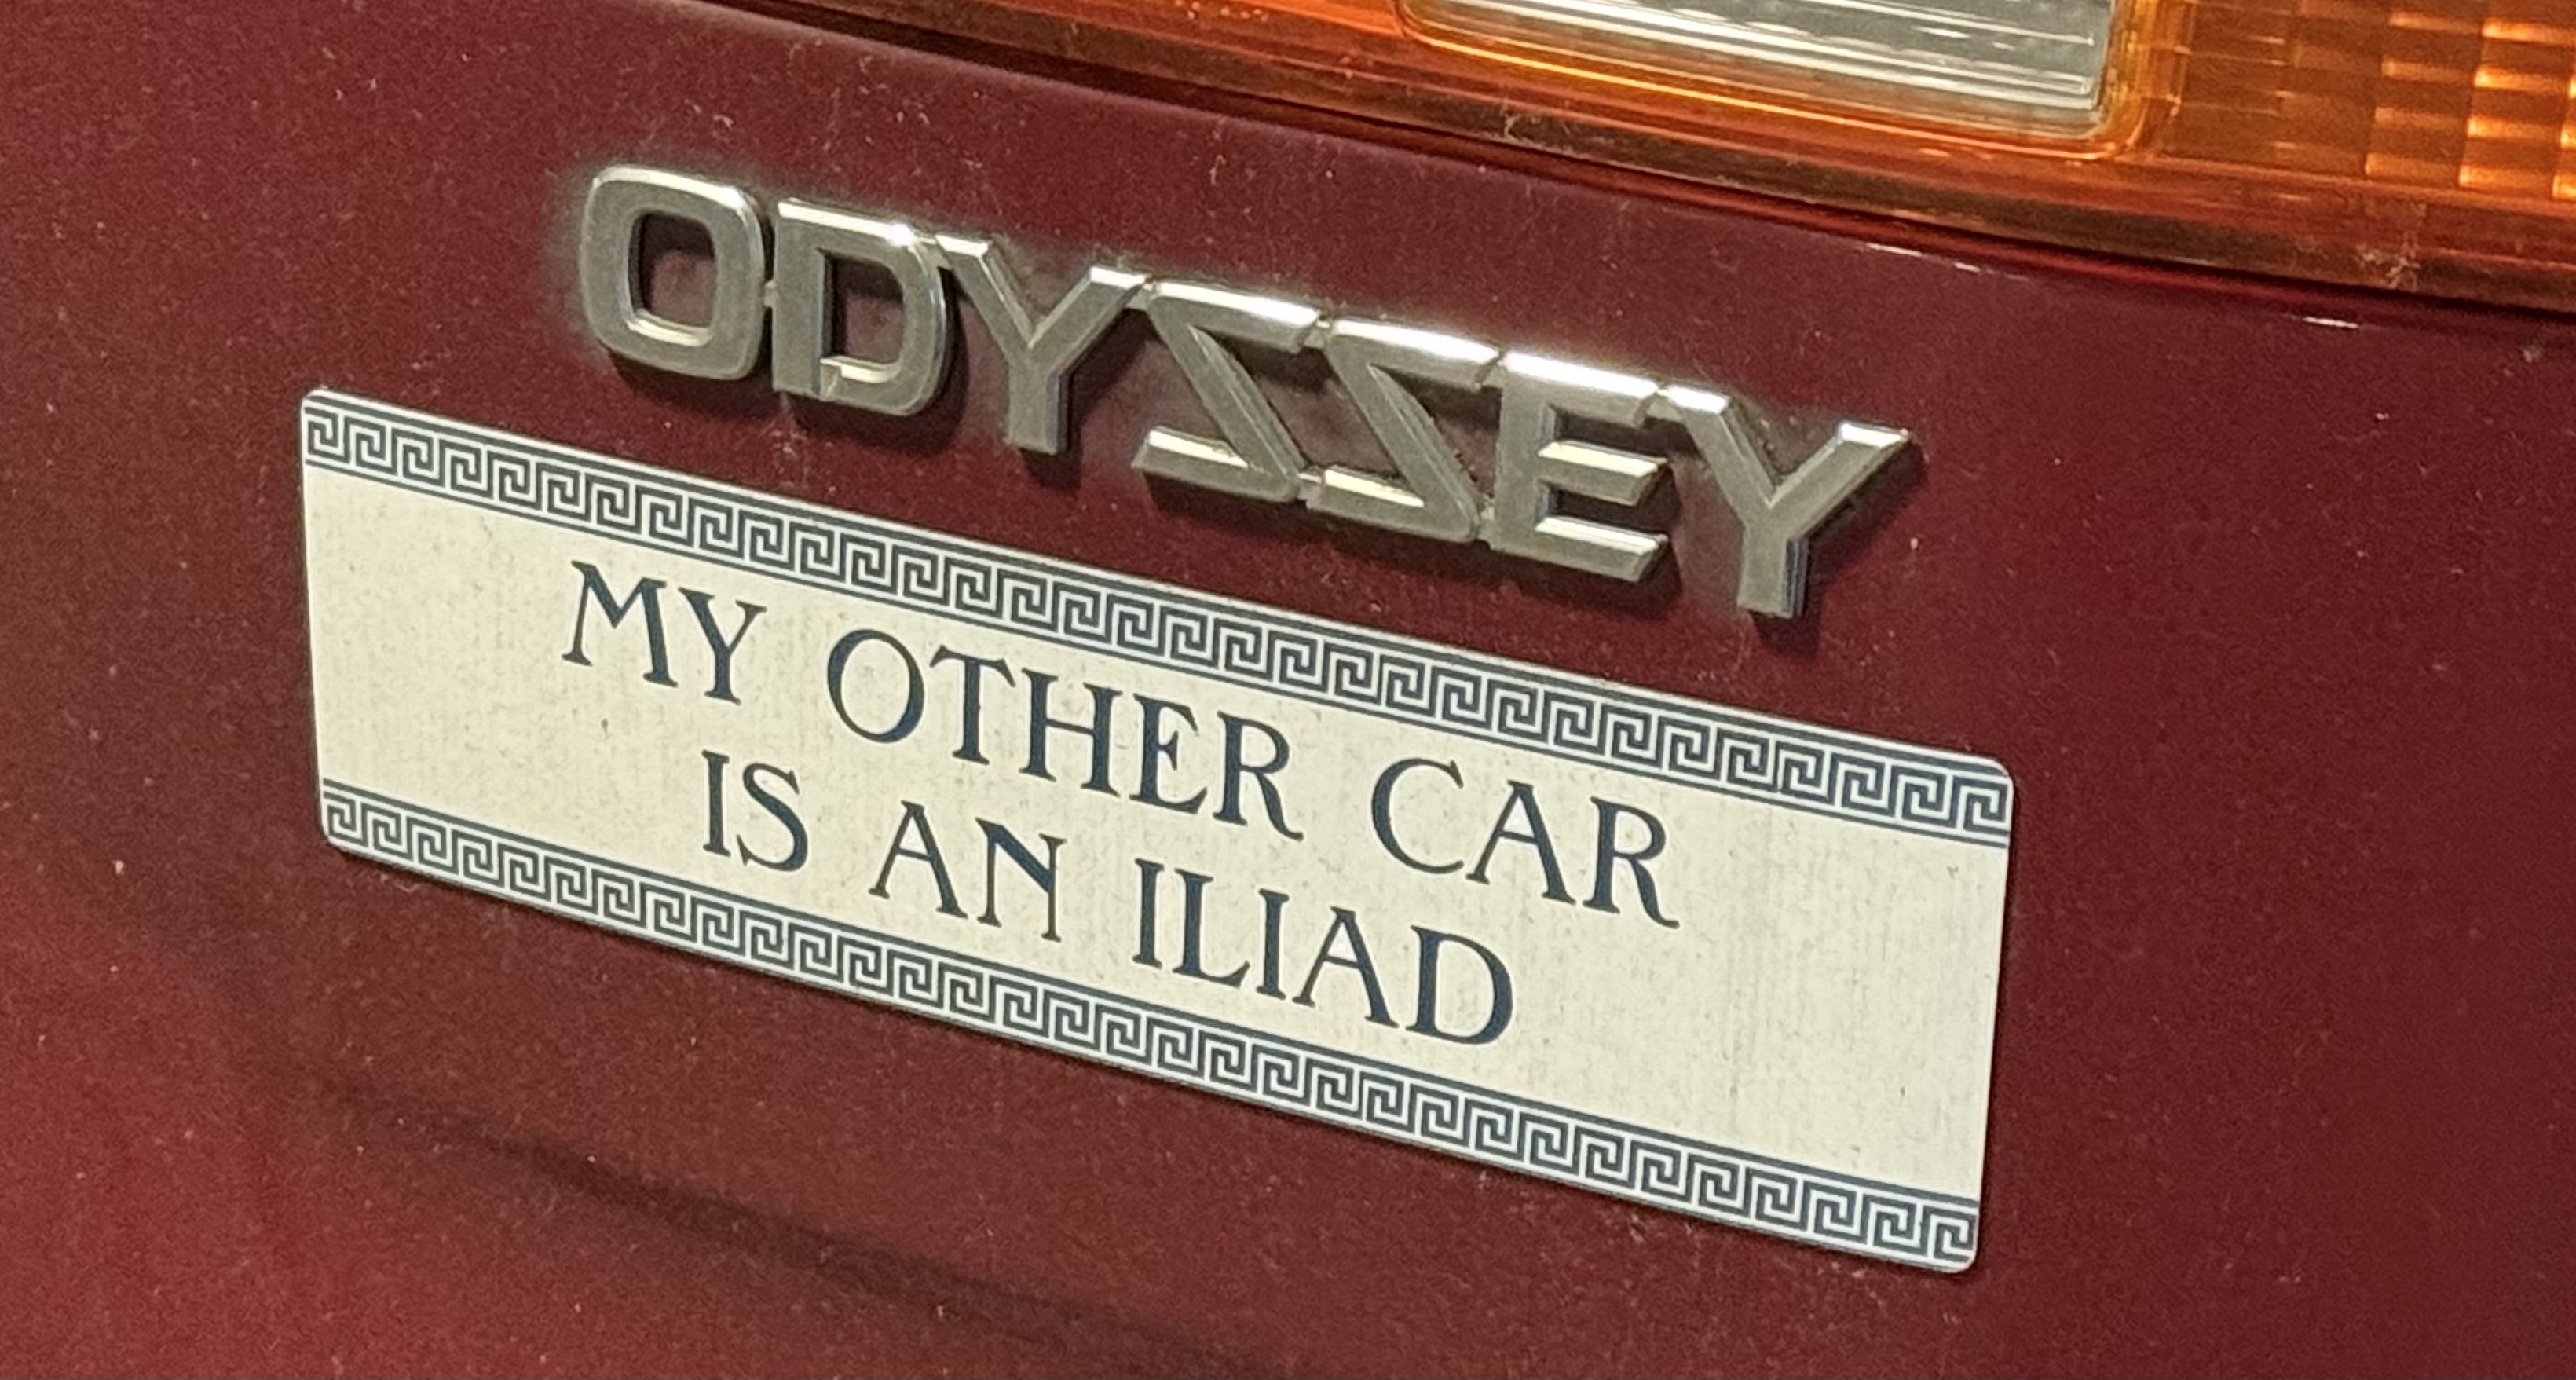 ODYSSEY
MY OTHER CAR
IS AN ILIAD